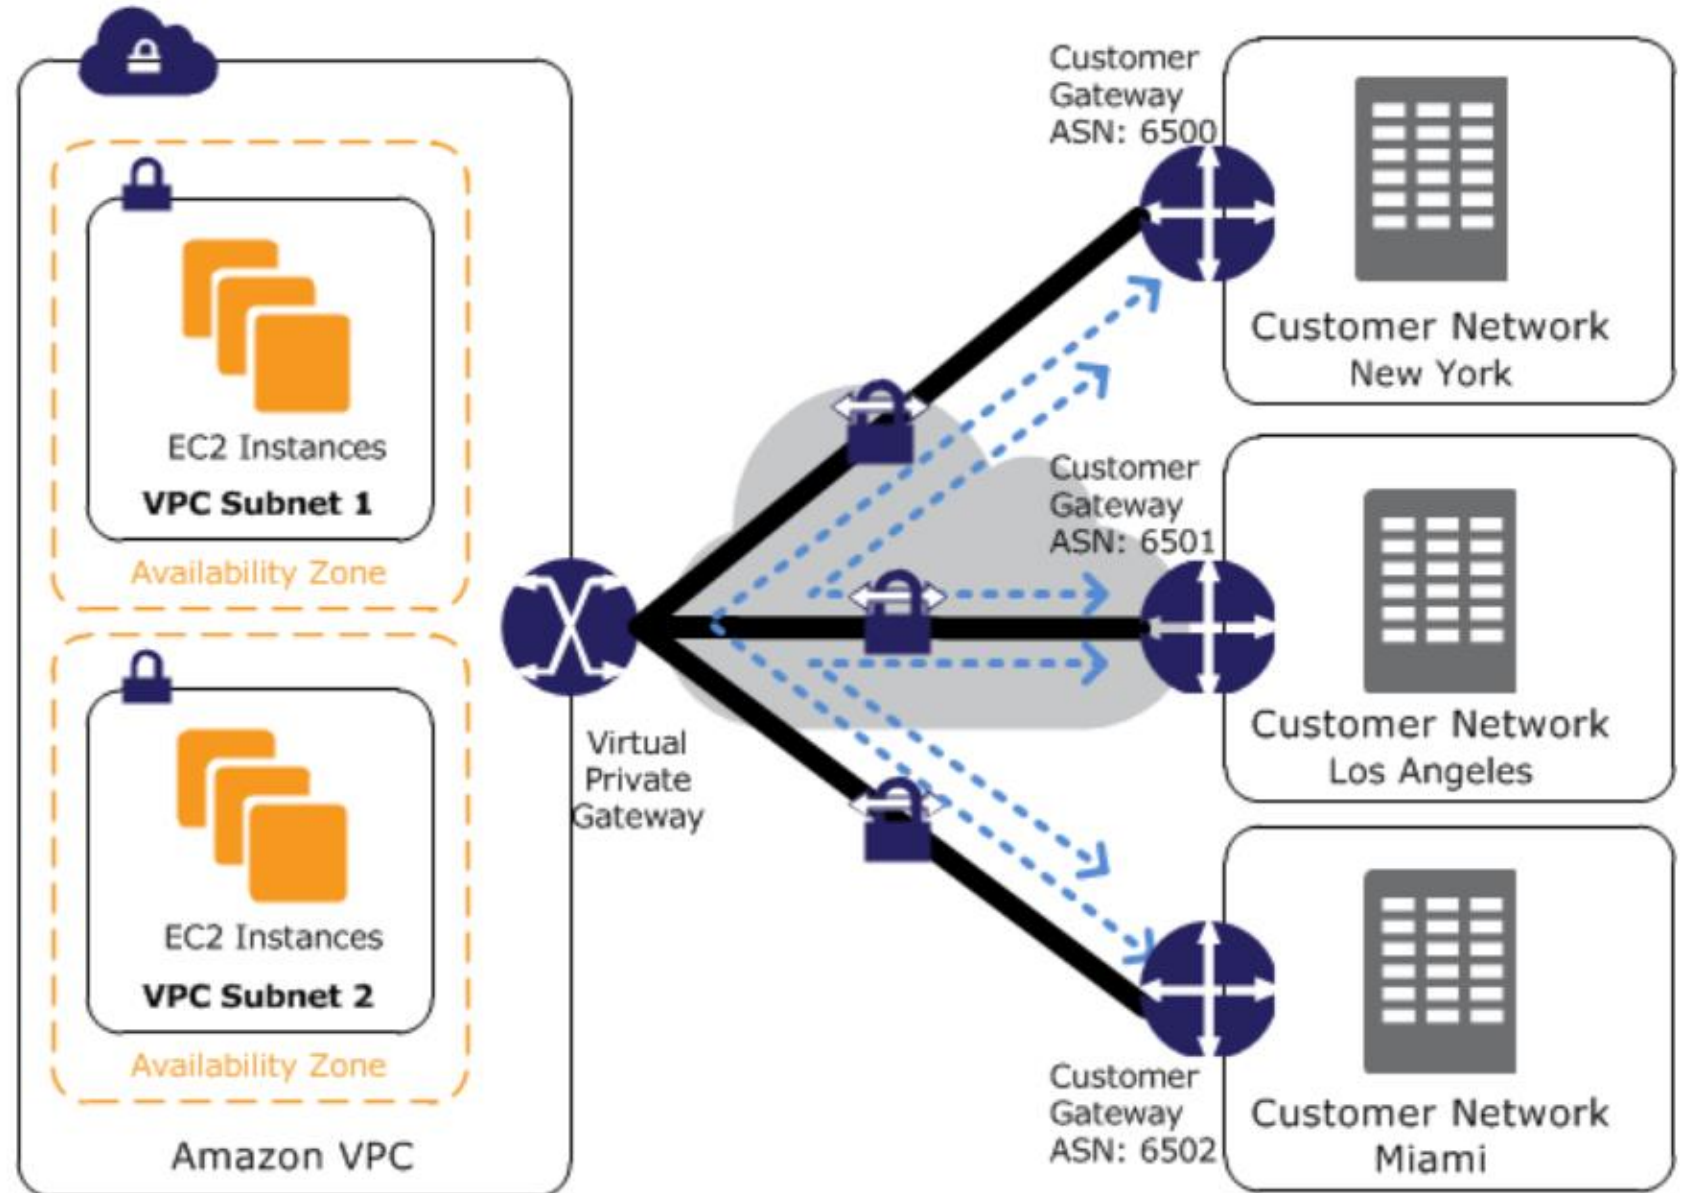 EC2 Instances
VPC Subnet 1
Availability Zone
EC2 Instances
VPC Subnet 2
Availability Zone
Amazon VPC
Virtual
Private
Gateway
Customer
Gateway
ASN: 6500
Customer Network
New York
Customer
Gateway
ASN: 6501
Customer Network
Los Angeles
Customer
Gateway
ASN: 6502
Customer Network
Miami